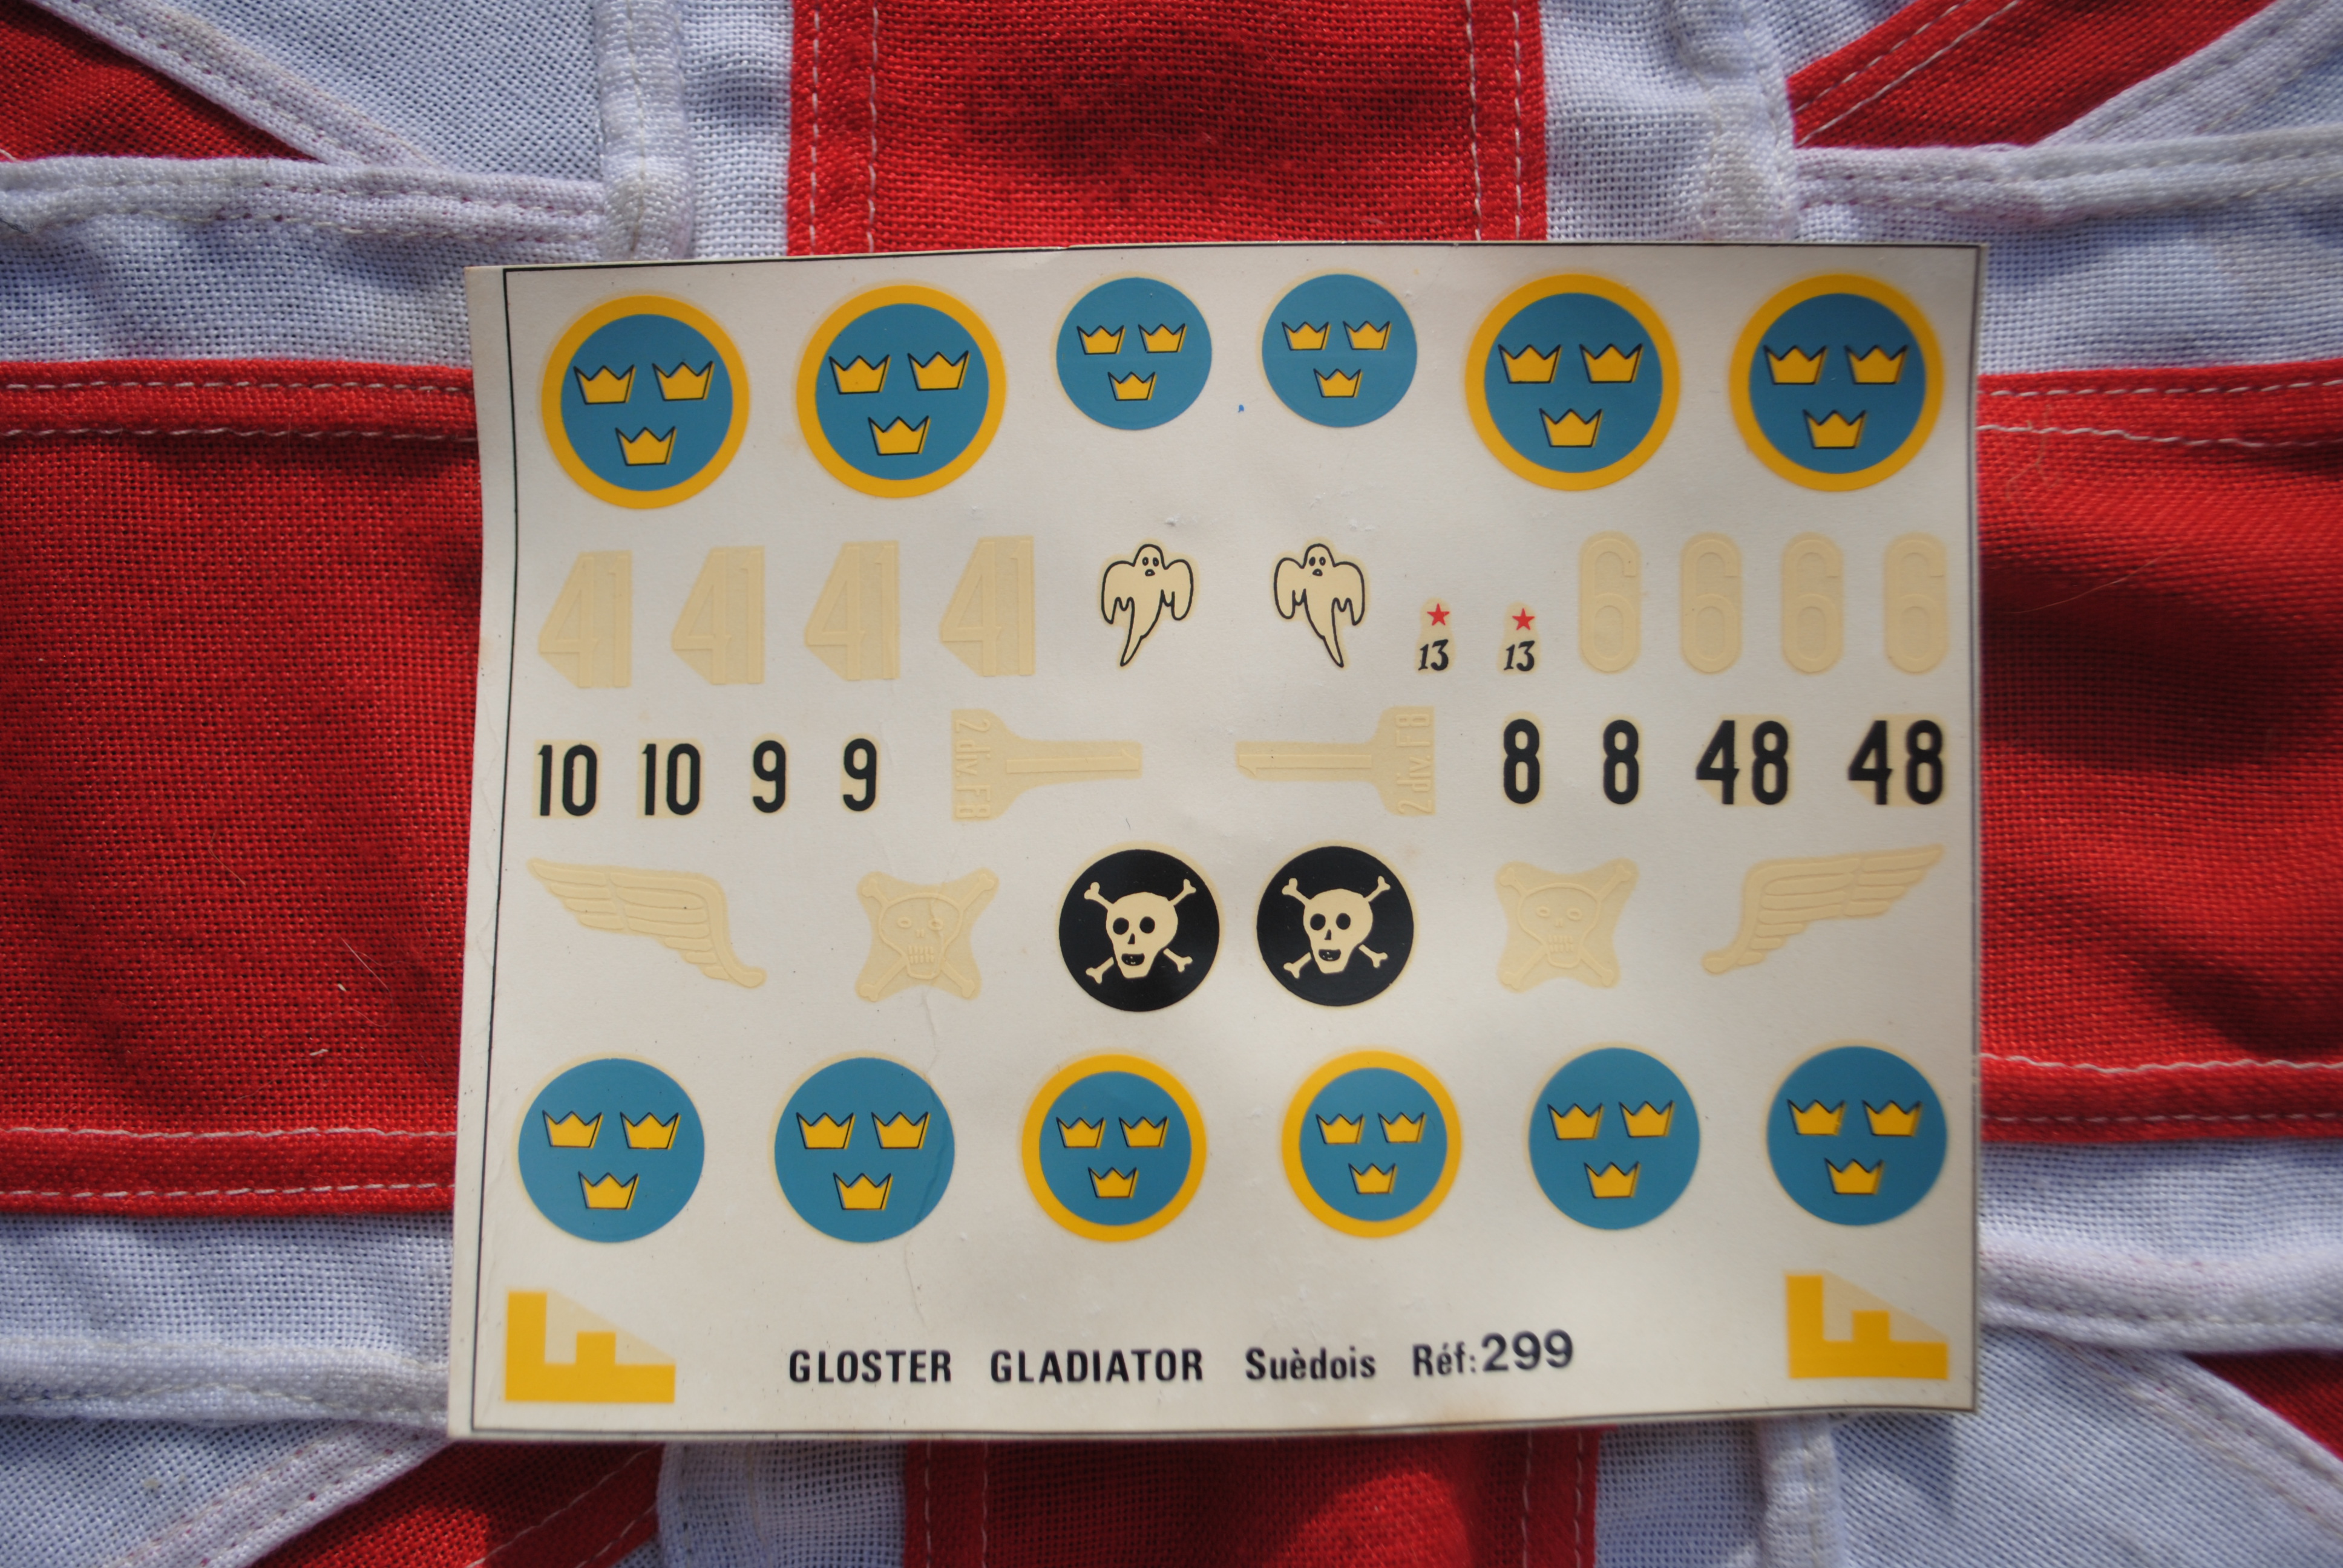 41 41 41 41 13 13 6 6 6 6
10 10 9 9 2.div.F8 2.div.F8 8 8 48 48
F F
GLOSTER GLADIATOR Suèdois Réf:299